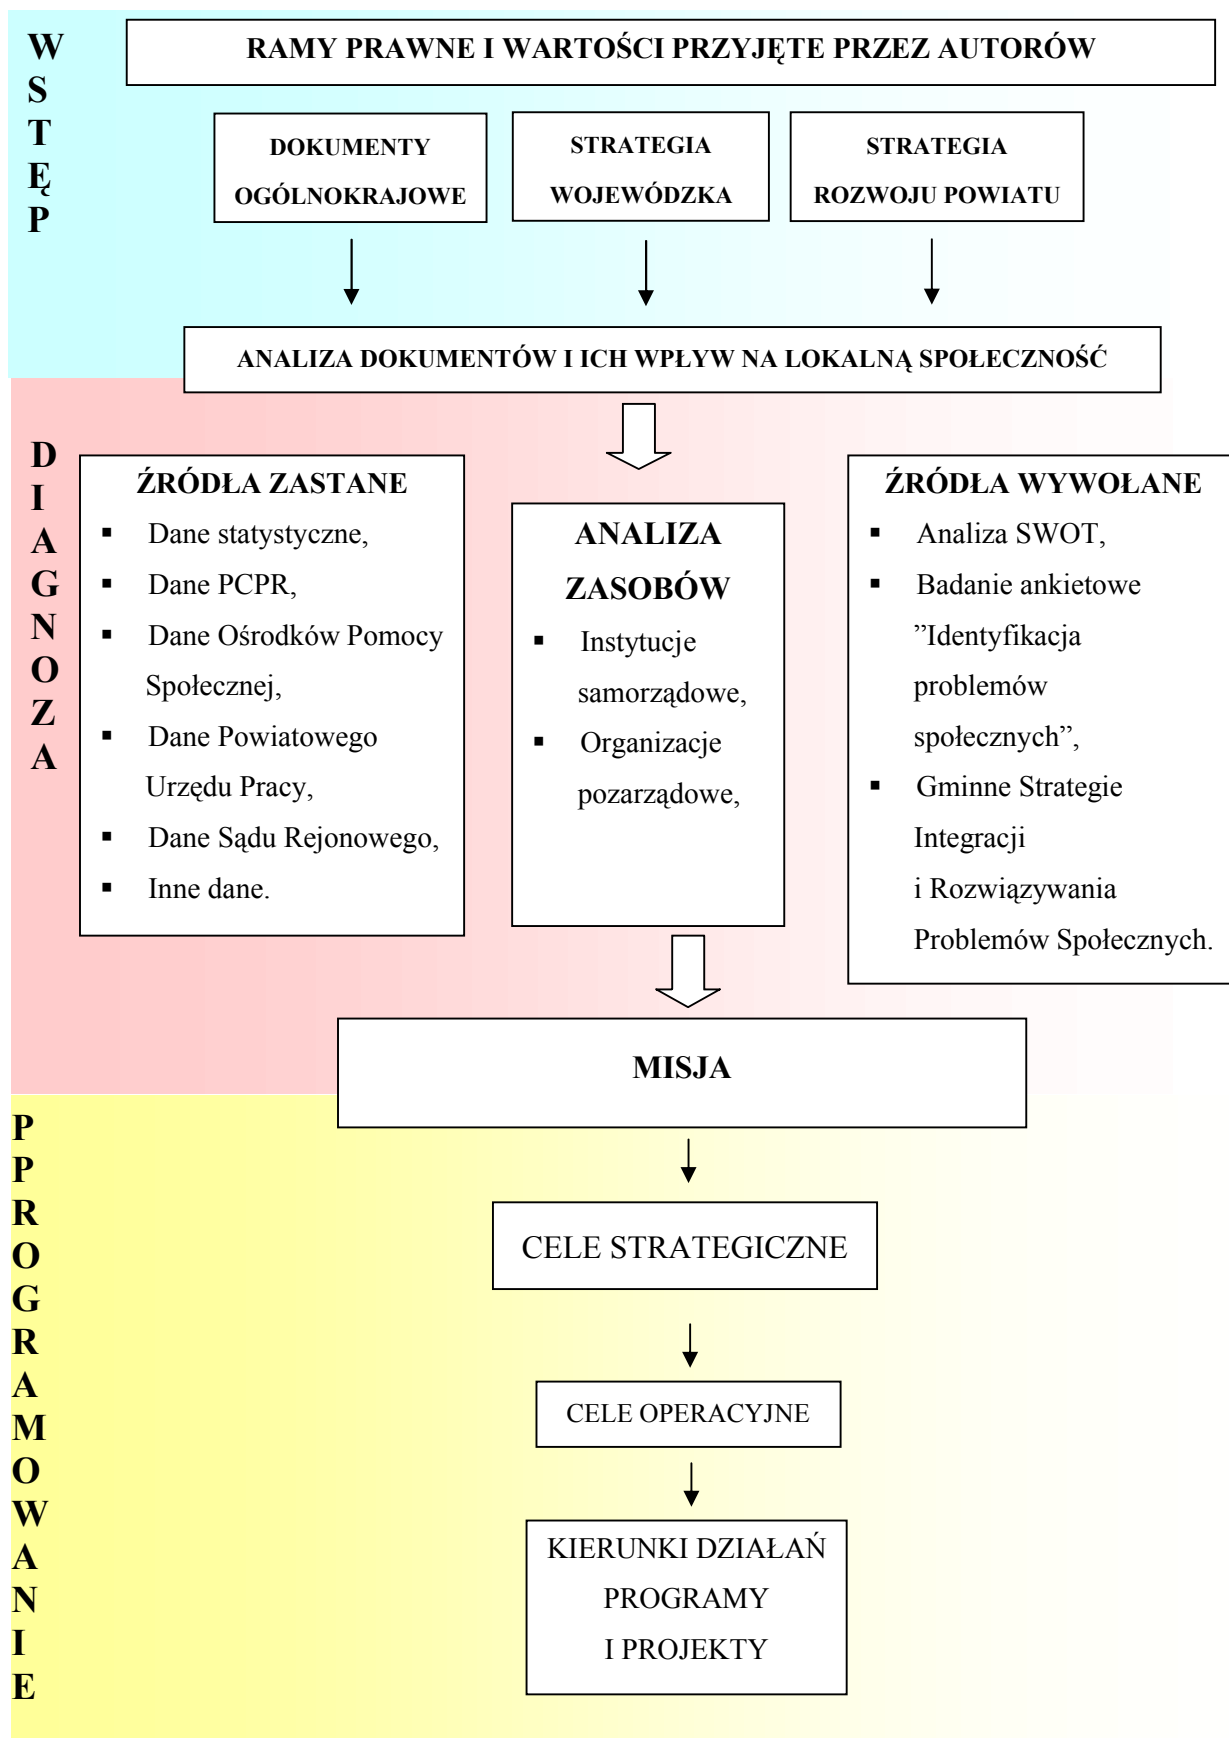 WSTĘP
RAMY PRAWNE I WARTOŚCI PRZYJĘTE PRZEZ AUTORÓW
DOKUMENTY
OGÓLNOKRAJOWE
STRATEGIA
WOJEWÓDZKA
STRATEGIA
ROZWOJU POWIATU
ANALIZA DOKUMENTÓW I ICH WPŁYW NA LOKALNĄ SPOŁECZNOŚĆ
DIAGNOZA
ŹRÓDŁA ZASTANE
▪ Dane statystyczne,
▪ Dane PCPR,
▪ Dane Ośrodków Pomocy
Społecznej,
▪ Dane Powiatowego
Urzędu Pracy,
▪ Dane Sądu Rejonowego,
▪ Inne dane.
ANALIZA
ZASOBÓW
▪ Instytucje
samorządowe,
▪ Organizacje
pozarządowe,
ŹRÓDŁA WYWOŁANE
▪ Analiza SWOT,
▪ Badanie ankietowe
”Identyfikacja
problemów
społecznych”,
▪ Gminne Strategie
Integracji
i Rozwiązywania
Problemów Społecznych.
MISJA
PPROGRAMOWANIE
CELE STRATEGICZNE
CELE OPERACYJNE
KIERUNKI DZIAŁAŃ
PROGRAMY
I PROJEKTY